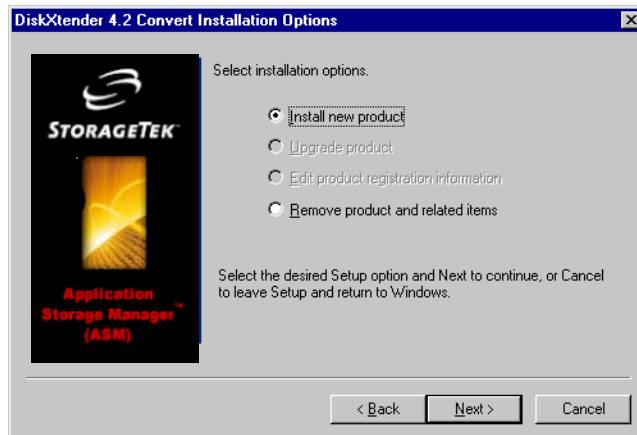 DiskXtender 4.2 Convert Installation Options
STORAGETEK
Application
Storage Manager™
(ASM)
Select installation options.
Install new product
Upgrade product
Edit product registration information
Remove product and related items
Select the desired Setup option and Next to continue, or Cancel
to leave Setup and return to Windows.
< Back
Next >
Cancel